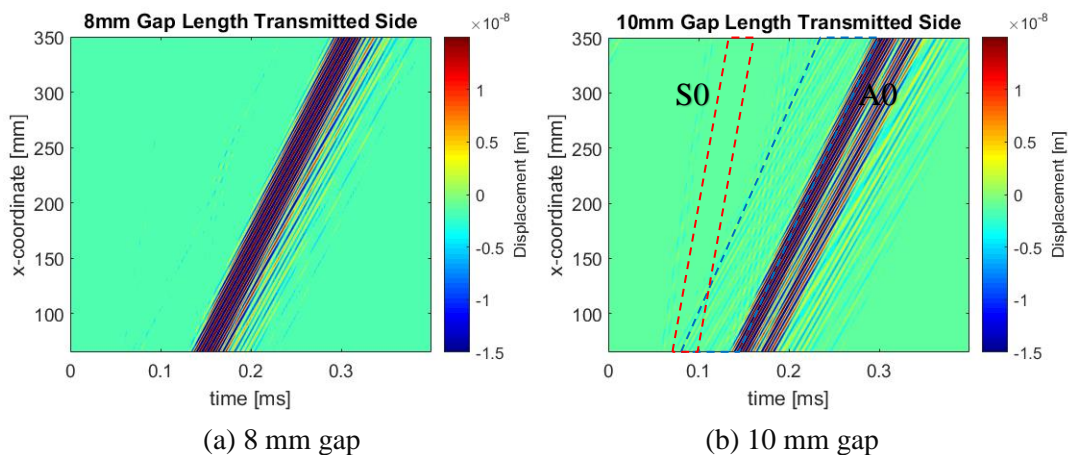 8mm Gap Length Transmitted Side
×10⁻⁸
350
300
250
200
150
100
x-coordinate [mm]
0
0.1
0.2
0.3
time [ms]
1
0.5
0
-0.5
-1
-1.5
Displacement [m]
(a) 8 mm gap
10mm Gap Length Transmitted Side
×10⁻⁸
350
300
250
200
150
100
x-coordinate [mm]
S0
A0
0
0.1
0.2
0.3
time [ms]
1
0.5
0
-0.5
-1
-1.5
Displacement [m]
(b) 10 mm gap